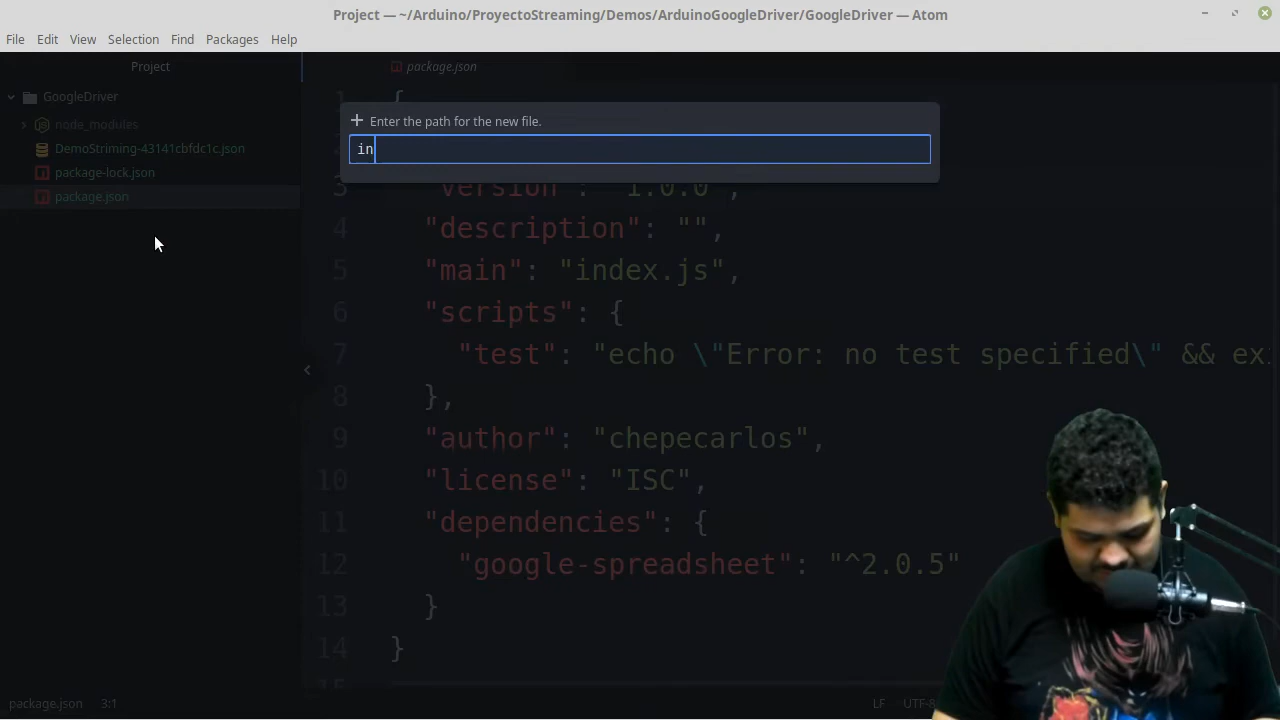 Project — ~/Arduino/ProyectoStreaming/Demos/ArduinoGoogleDriver/GoogleDriver — Atom
File Edit View Selection Find Packages Help
Project
package.json
GoogleDriver
node_modules
DemoStriming-43141cbfdc1c.json
package-lock.json
package.json
Enter the path for the new file.
in
1 {
3 "version": "1.0.0",
4 "description": "",
5 "main": "index.js",
6 "scripts": {
7 "test": "echo \"Error: no test specified\" && ex
8 },
9 "author": "chepecarlos",
10 "license": "ISC",
11 "dependencies": {
12 "google-spreadsheet": "^2.0.5"
13 }
14 }
15
package.json 3:1 LF UTF-8